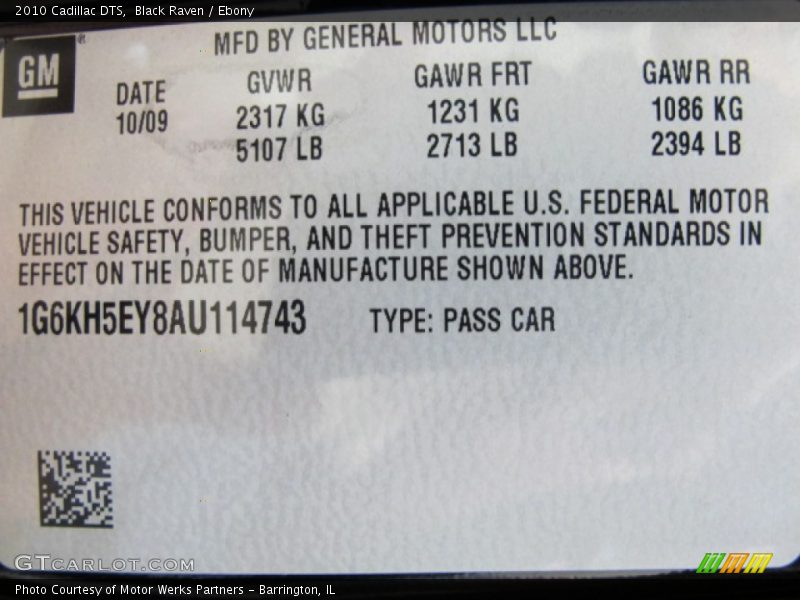 2010 Cadillac DTS, Black Raven / Ebony
MFD BY GENERAL MOTORS LLC
GM
DATE GVWR GAWR FRT GAWR RR
10/09 2317 KG 1231 KG 1086 KG
5107 LB 2713 LB 2394 LB
THIS VEHICLE CONFORMS TO ALL APPLICABLE U.S. FEDERAL MOTOR
VEHICLE SAFETY, BUMPER, AND THEFT PREVENTION STANDARDS IN
EFFECT ON THE DATE OF MANUFACTURE SHOWN ABOVE.
1G6KH5EY8AU114743 TYPE: PASS CAR
GTCARLOT.COM
Photo Courtesy of Motor Werks Partners - Barrington, IL